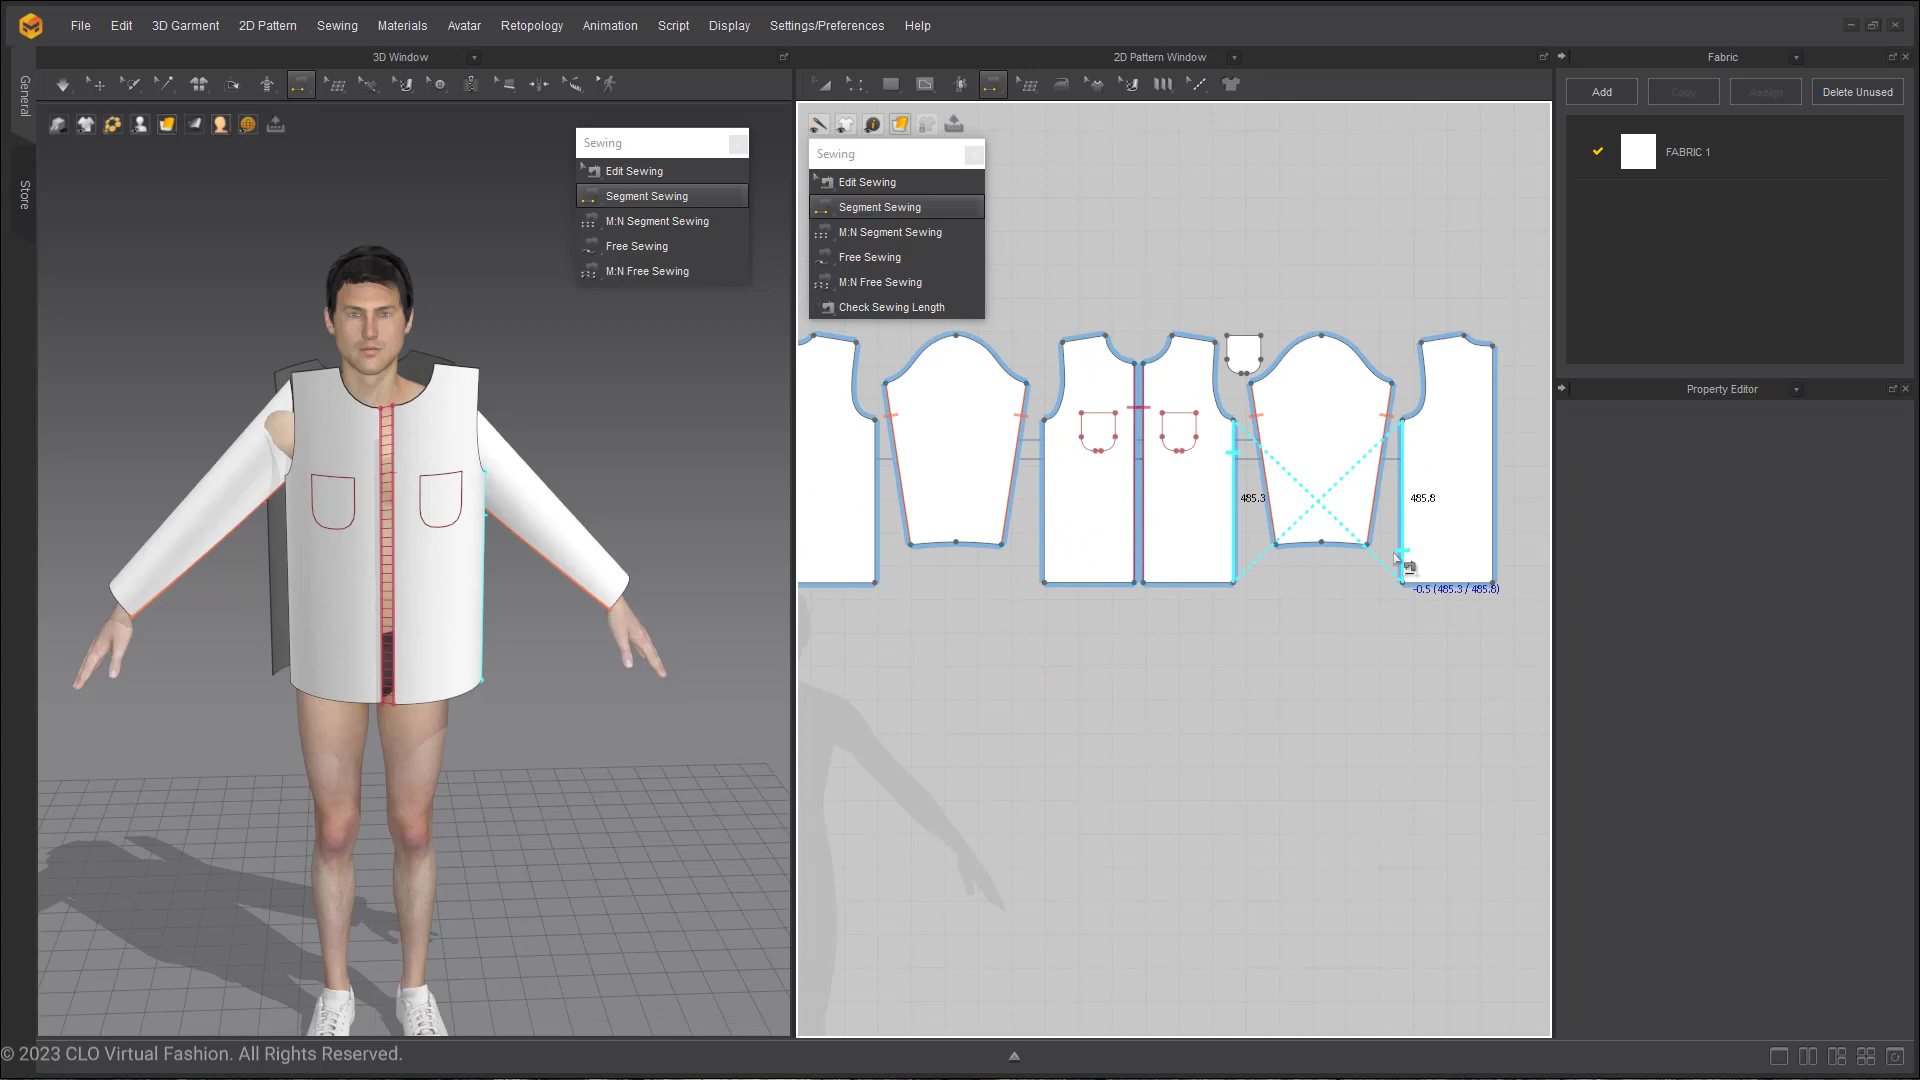 File Edit 3D Garment 2D Pattern Sewing Materials Avatar Retopology Animation Script Display Settings/Preferences Help
General
Store
3D Window
2D Pattern Window
Fabric
Add Copy Assign Delete Unused
FABRIC 1
Property Editor
Sewing
Edit Sewing
Segment Sewing
M:N Segment Sewing
Free Sewing
M:N Free Sewing
Sewing
Edit Sewing
Segment Sewing
M:N Segment Sewing
Free Sewing
M:N Free Sewing
Check Sewing Length
485.3
485.8
-0.5 (485.3 / 485.8)
© 2023 CLO Virtual Fashion. All Rights Reserved.